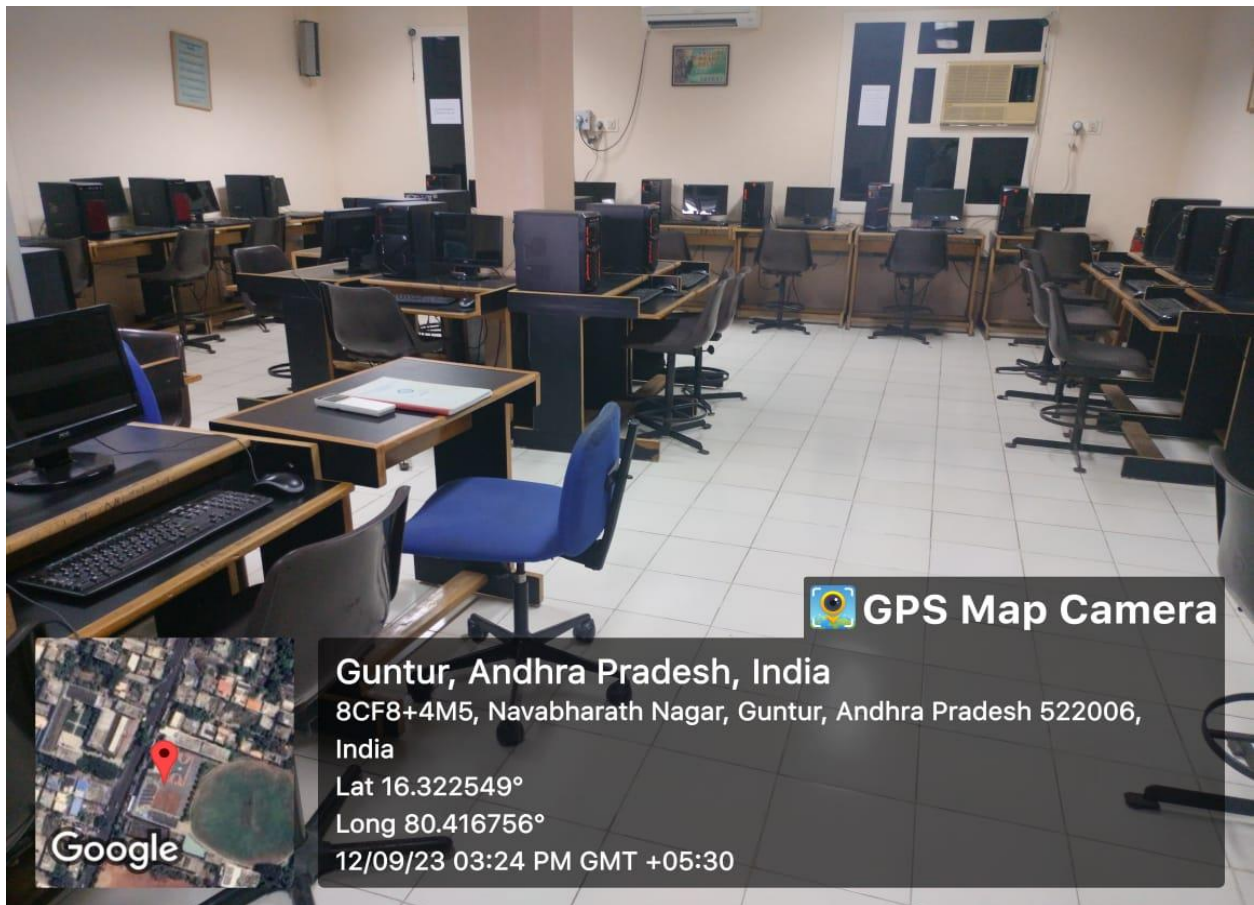 GPS Map Camera
Guntur, Andhra Pradesh, India
8CF8+4M5, Navabharath Nagar, Guntur, Andhra Pradesh 522006,
India
Lat 16.322549°
Long 80.416756°
12/09/23 03:24 PM GMT +05:30
Google